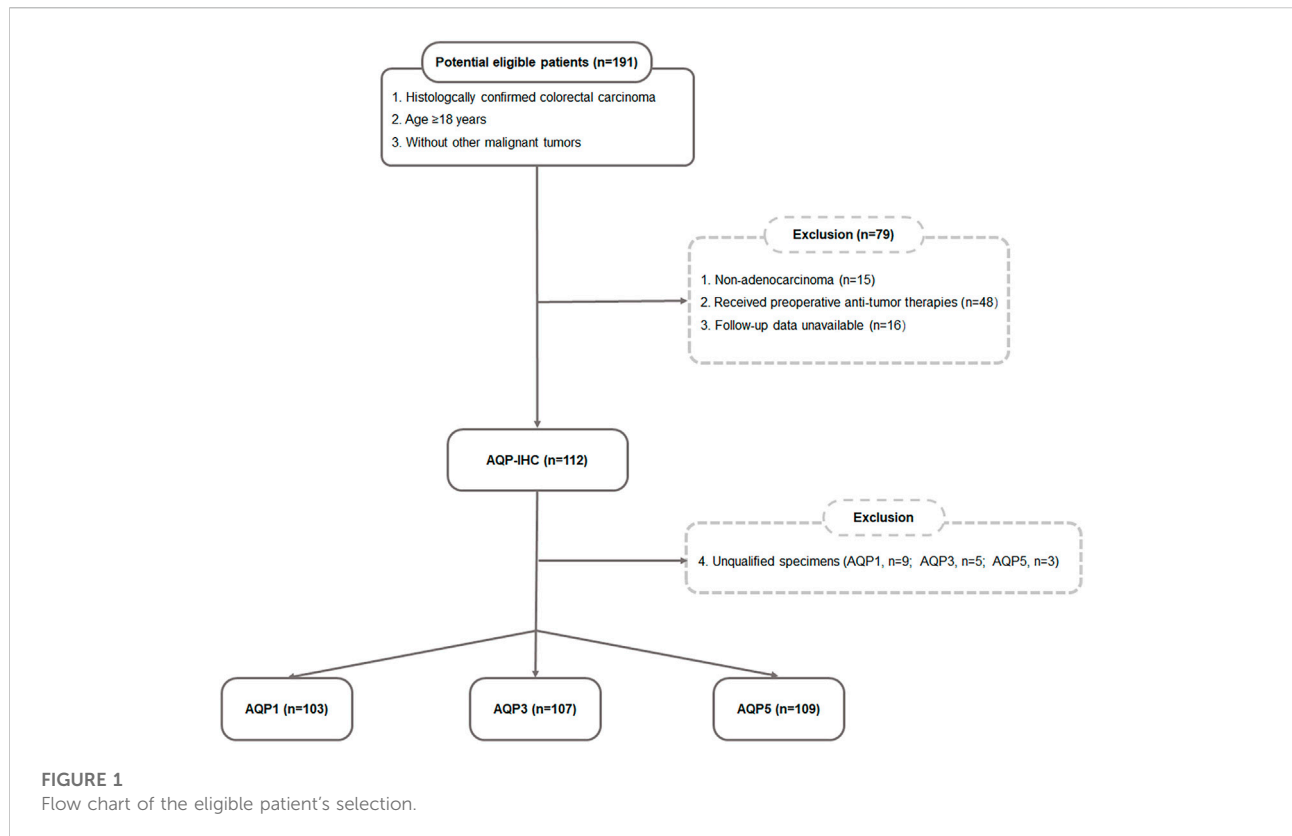 Potential eligible patients (n=191)
1. Histologcally confirmed colorectal carcinoma
2. Age ≥18 years
3. Without other malignant tumors
Exclusion (n=79)
1. Non-adenocarcinoma (n=15)
2. Received preoperative anti-tumor therapies (n=48)
3. Follow-up data unavailable (n=16)
AQP-IHC (n=112)
Exclusion
4. Unqualified specimens (AQP1, n=9; AQP3, n=5; AQP5, n=3)
AQP1 (n=103)
AQP3 (n=107)
AQP5 (n=109)
FIGURE 1
Flow chart of the eligible patient's selection.